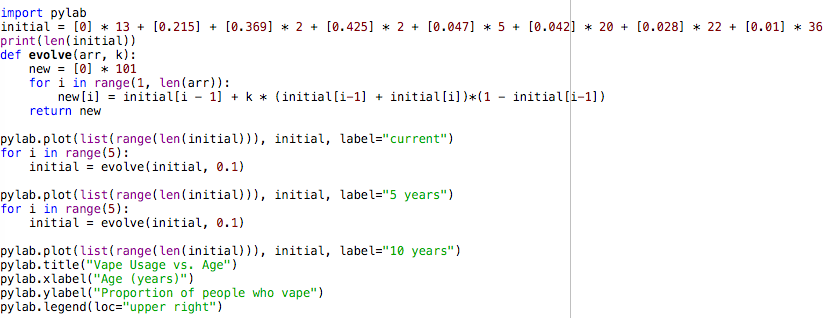 import pylab
initial = [0] * 13 + [0.215] + [0.369] * 2 + [0.425] * 2 + [0.047] * 5 + [0.042] * 20 + [0.028] * 22 + [0.01] * 36
print(len(initial))
def evolve(arr, k):
    new = [0] * 101
    for i in range(1, len(arr)):
        new[i] = initial[i - 1] + k * (initial[i-1] + initial[i])*(1 - initial[i-1])
    return new

pylab.plot(list(range(len(initial))), initial, label="current")
for i in range(5):
    initial = evolve(initial, 0.1)

pylab.plot(list(range(len(initial))), initial, label="5 years")
for i in range(5):
    initial = evolve(initial, 0.1)

pylab.plot(list(range(len(initial))), initial, label="10 years")
pylab.title("Vape Usage vs. Age")
pylab.xlabel("Age (years)")
pylab.ylabel("Proportion of people who vape")
pylab.legend(loc="upper right")